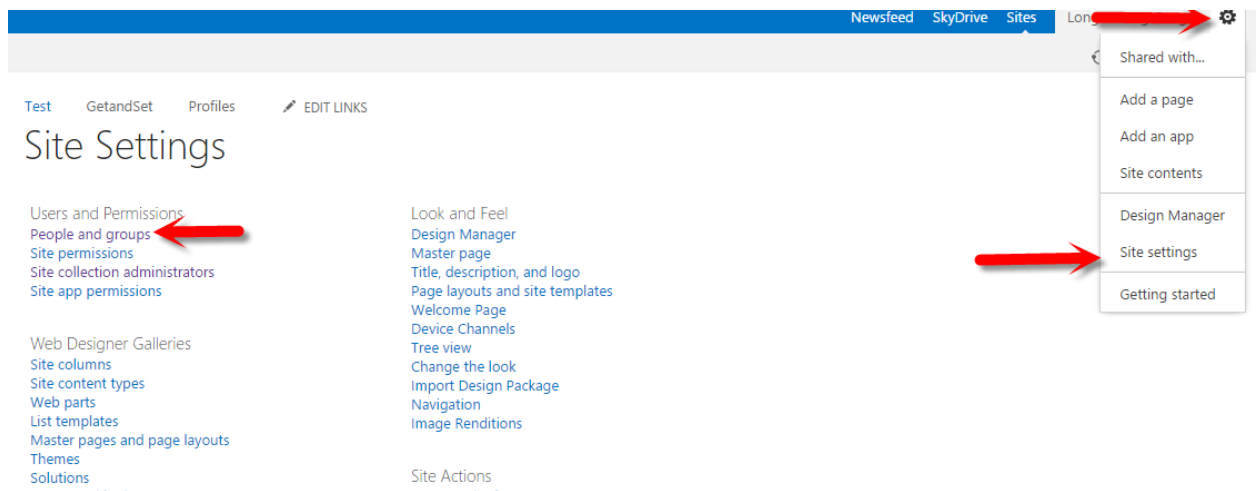 Newsfeed SkyDrive Sites
Shared with...
Add a page
Add an app
Site contents
Design Manager
Site settings
Getting started
Test GetandSet Profiles EDIT LINKS
Site Settings
Users and Permissions
People and groups
Site permissions
Site collection administrators
Site app permissions
Web Designer Galleries
Site columns
Site content types
Web parts
List templates
Master pages and page layouts
Themes
Solutions
Look and Feel
Design Manager
Master page
Title, description, and logo
Page layouts and site templates
Welcome Page
Device Channels
Tree view
Change the look
Import Design Package
Navigation
Image Renditions
Site Actions